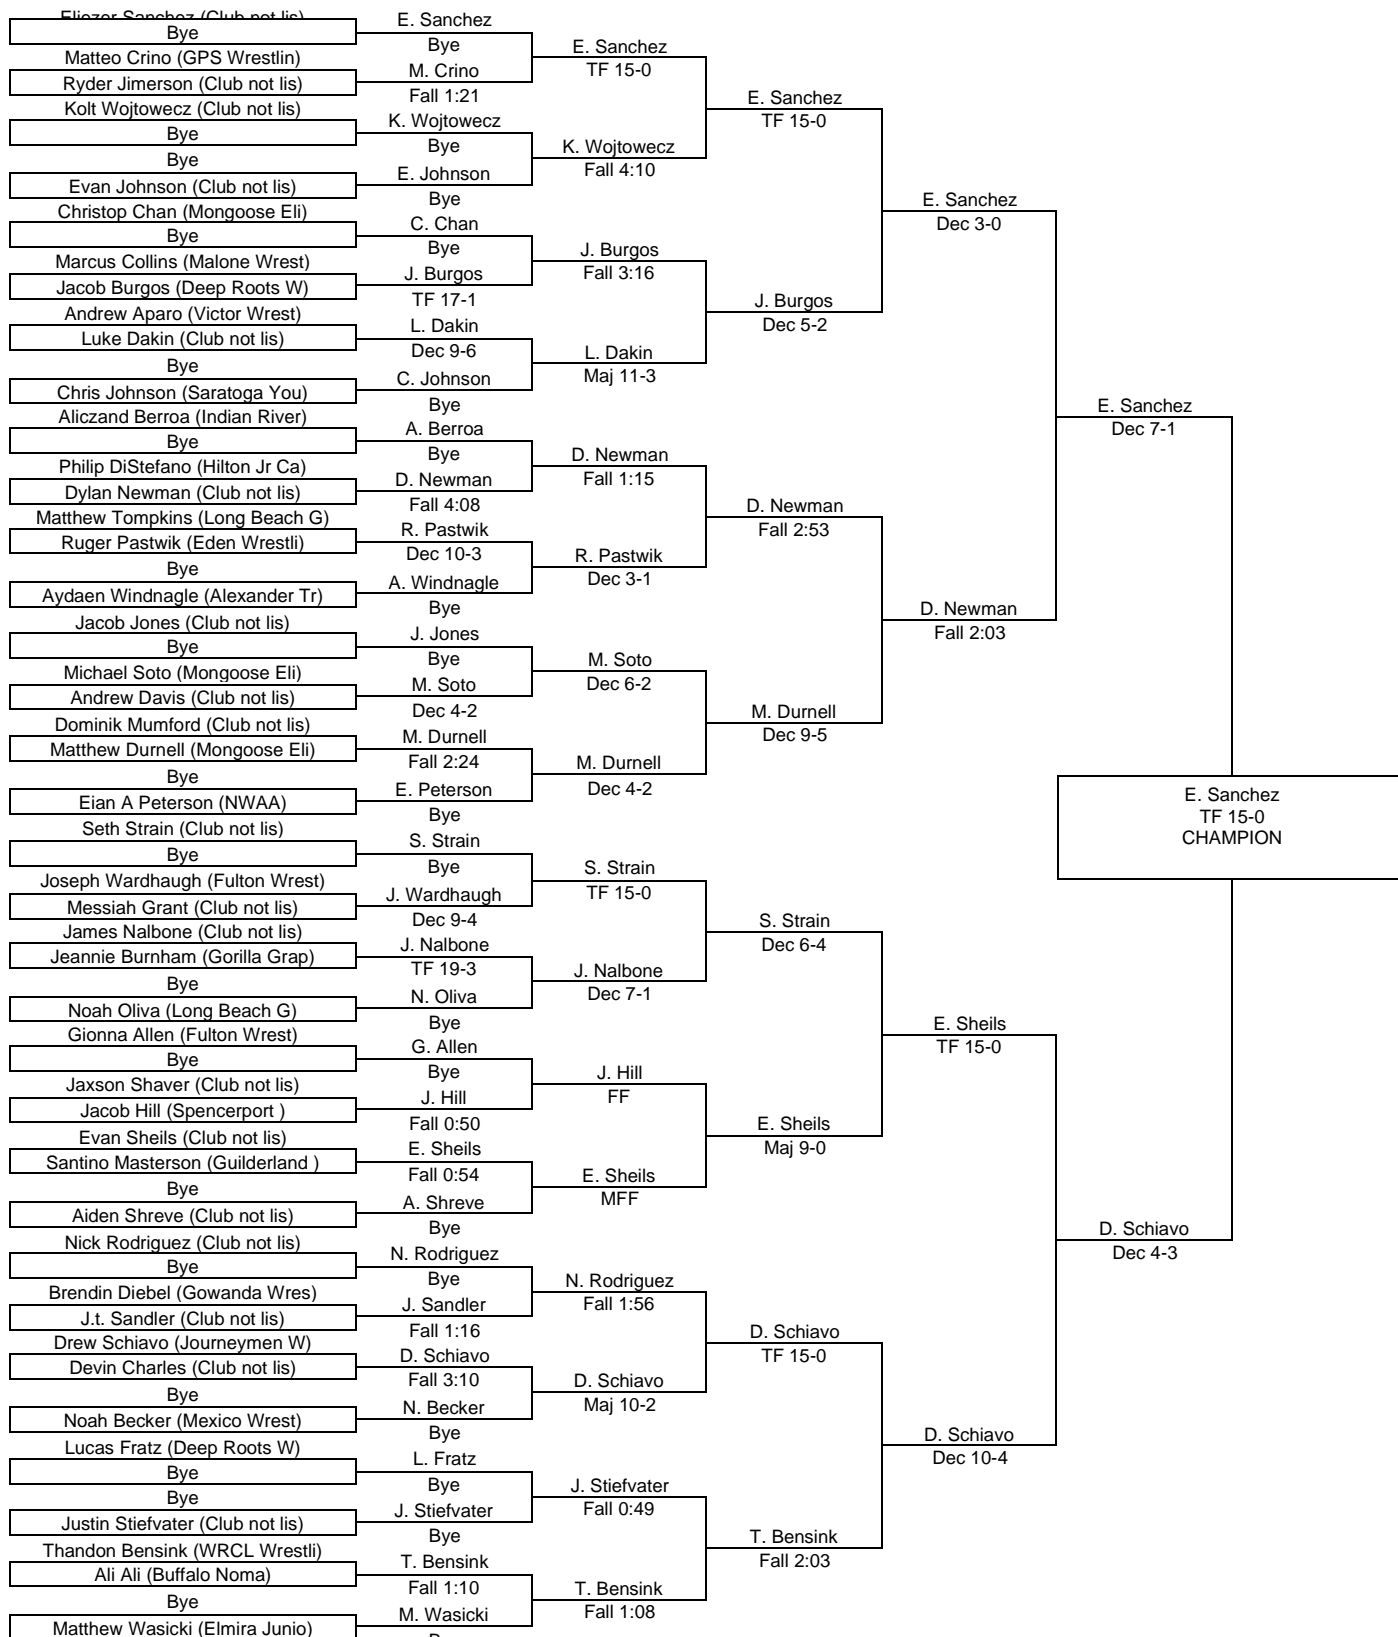 Eliezer Sanchez (Club not lis)
Bye
Matteo Crino (GPS Wrestlin)
Ryder Jimerson (Club not lis)
Kolt Wojtowecz (Club not lis)
Bye
Bye
Evan Johnson (Club not lis)
Christop Chan (Mongoose Eli)
Bye
Marcus Collins (Malone Wrest)
Jacob Burgos (Deep Roots W)
Andrew Aparo (Victor Wrest)
Luke Dakin (Club not lis)
Bye
Chris Johnson (Saratoga You)
Aliczand Berroa (Indian River)
Bye
Philip DiStefano (Hilton Jr Ca)
Dylan Newman (Club not lis)
Matthew Tompkins (Long Beach G)
Ruger Pastwik (Eden Wrestli)
Bye
Aydaen Windnagle (Alexander Tr)
Jacob Jones (Club not lis)
Bye
Michael Soto (Mongoose Eli)
Andrew Davis (Club not lis)
Dominik Mumford (Club not lis)
Matthew Durnell (Mongoose Eli)
Bye
Eian A Peterson (NWAA)
Seth Strain (Club not lis)
Bye
Joseph Wardhaugh (Fulton Wrest)
Messiah Grant (Club not lis)
James Nalbone (Club not lis)
Jeannie Burnham (Gorilla Grap)
Bye
Noah Oliva (Long Beach G)
Gionna Allen (Fulton Wrest)
Bye
Jaxson Shaver (Club not lis)
Jacob Hill (Spencerport )
Evan Sheils (Club not lis)
Santino Masterson (Guilderland )
Bye
Aiden Shreve (Club not lis)
Nick Rodriguez (Club not lis)
Bye
Brendin Diebel (Gowanda Wres)
J.t. Sandler (Club not lis)
Drew Schiavo (Journeymen W)
Devin Charles (Club not lis)
Bye
Noah Becker (Mexico Wrest)
Lucas Fratz (Deep Roots W)
Bye
Bye
Justin Stiefvater (Club not lis)
Thandon Bensink (WRCL Wrestli)
Ali Ali (Buffalo Noma)
Bye
Matthew Wasicki (Elmira Junio)
E. Sanchez
Bye
M. Crino
Fall 1:21
K. Wojtowecz
Bye
E. Johnson
Bye
C. Chan
Bye
J. Burgos
TF 17-1
L. Dakin
Dec 9-6
C. Johnson
Bye
A. Berroa
Bye
D. Newman
Fall 4:08
R. Pastwik
Dec 10-3
A. Windnagle
Bye
J. Jones
Bye
M. Soto
Dec 4-2
M. Durnell
Fall 2:24
E. Peterson
Bye
S. Strain
Bye
J. Wardhaugh
Dec 9-4
J. Nalbone
TF 19-3
N. Oliva
Bye
G. Allen
Bye
J. Hill
Fall 0:50
E. Sheils
Fall 0:54
A. Shreve
Bye
N. Rodriguez
Bye
J. Sandler
Fall 1:16
D. Schiavo
Fall 3:10
N. Becker
Bye
L. Fratz
Bye
J. Stiefvater
Bye
T. Bensink
Fall 1:10
M. Wasicki
E. Sanchez
TF 15-0
K. Wojtowecz
Fall 4:10
J. Burgos
Fall 3:16
L. Dakin
Maj 11-3
D. Newman
Fall 1:15
R. Pastwik
Dec 3-1
M. Soto
Dec 6-2
M. Durnell
Dec 4-2
S. Strain
TF 15-0
J. Nalbone
Dec 7-1
J. Hill
FF
E. Sheils
MFF
N. Rodriguez
Fall 1:56
D. Schiavo
Maj 10-2
J. Stiefvater
Fall 0:49
T. Bensink
Fall 1:08
E. Sanchez
TF 15-0
J. Burgos
Dec 5-2
D. Newman
Fall 2:53
M. Durnell
Dec 9-5
S. Strain
Dec 6-4
E. Sheils
Maj 9-0
D. Schiavo
TF 15-0
T. Bensink
Fall 2:03
E. Sanchez
Dec 3-0
D. Newman
Fall 2:03
E. Sheils
TF 15-0
D. Schiavo
Dec 10-4
E. Sanchez
Dec 7-1
D. Schiavo
Dec 4-3
E. Sanchez
TF 15-0
CHAMPION